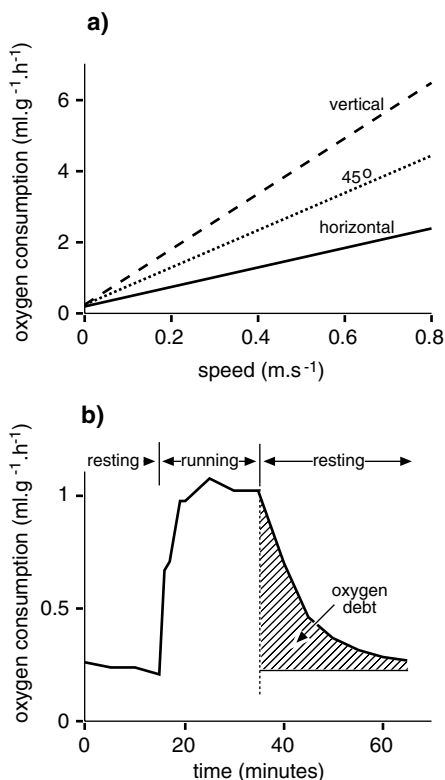 a)
oxygen consumption (ml.g⁻¹.h⁻¹)
6
4
2
0
vertical
45°
horizontal
0 0.2 0.4 0.6 0.8
speed (m.s⁻¹)
b)
oxygen consumption (ml.g⁻¹.h⁻¹)
resting running resting
1
0.5
0
oxygen
debt
0 20 40 60
time (minutes)